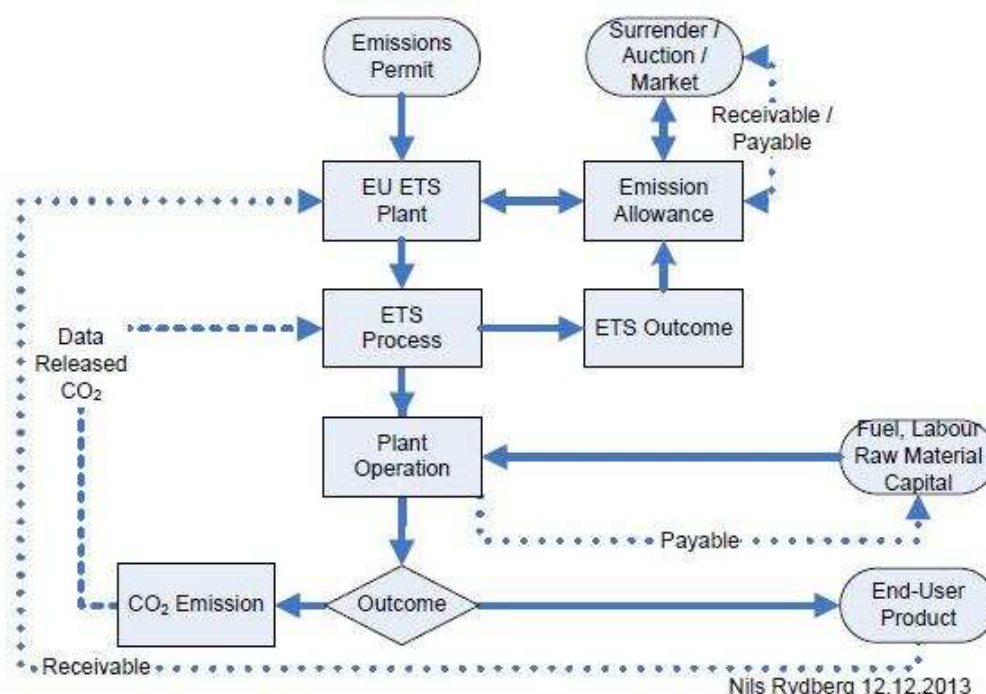 Emissions
Permit
Surrender /
Auction /
Market
Receivable /
Payable
EU ETS
Plant
Emission
Allowance
ETS
Process
ETS Outcome
Data
Released
CO₂
Plant
Operation
Fuel, Labour
Raw Material
Capital
Payable
CO₂ Emission
Outcome
End-User
Product
Receivable
Nils Rydberg 12.12.2013